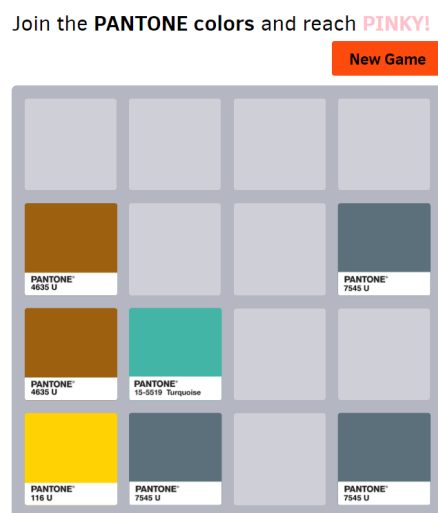 Join the PANTONE colors and reach PINKY!
New Game
PANTONE®
4635 U
PANTONE®
7545 U
PANTONE®
4635 U
PANTONE®
15-5519 Turquoise
PANTONE®
116 U
PANTONE®
7545 U
PANTONE®
7545 U